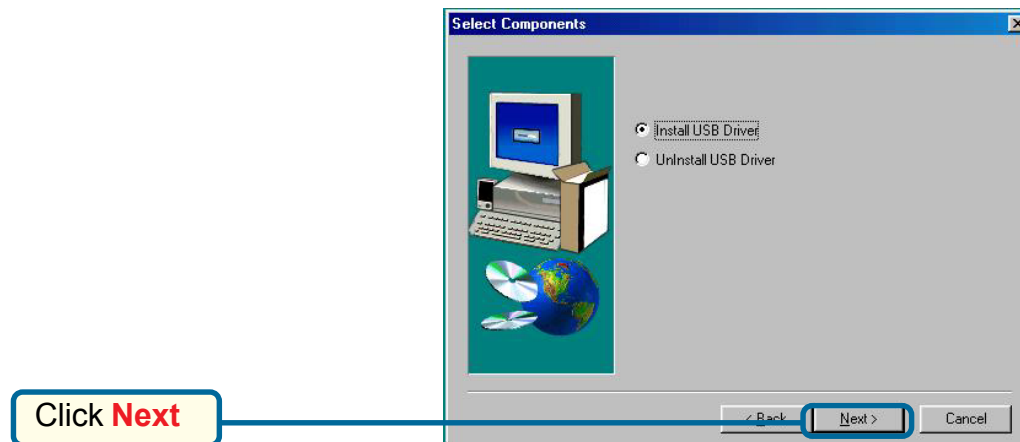 Select Components
Install USB Driver
UnInstall USB Driver
Click Next
< Back
Next >
Cancel